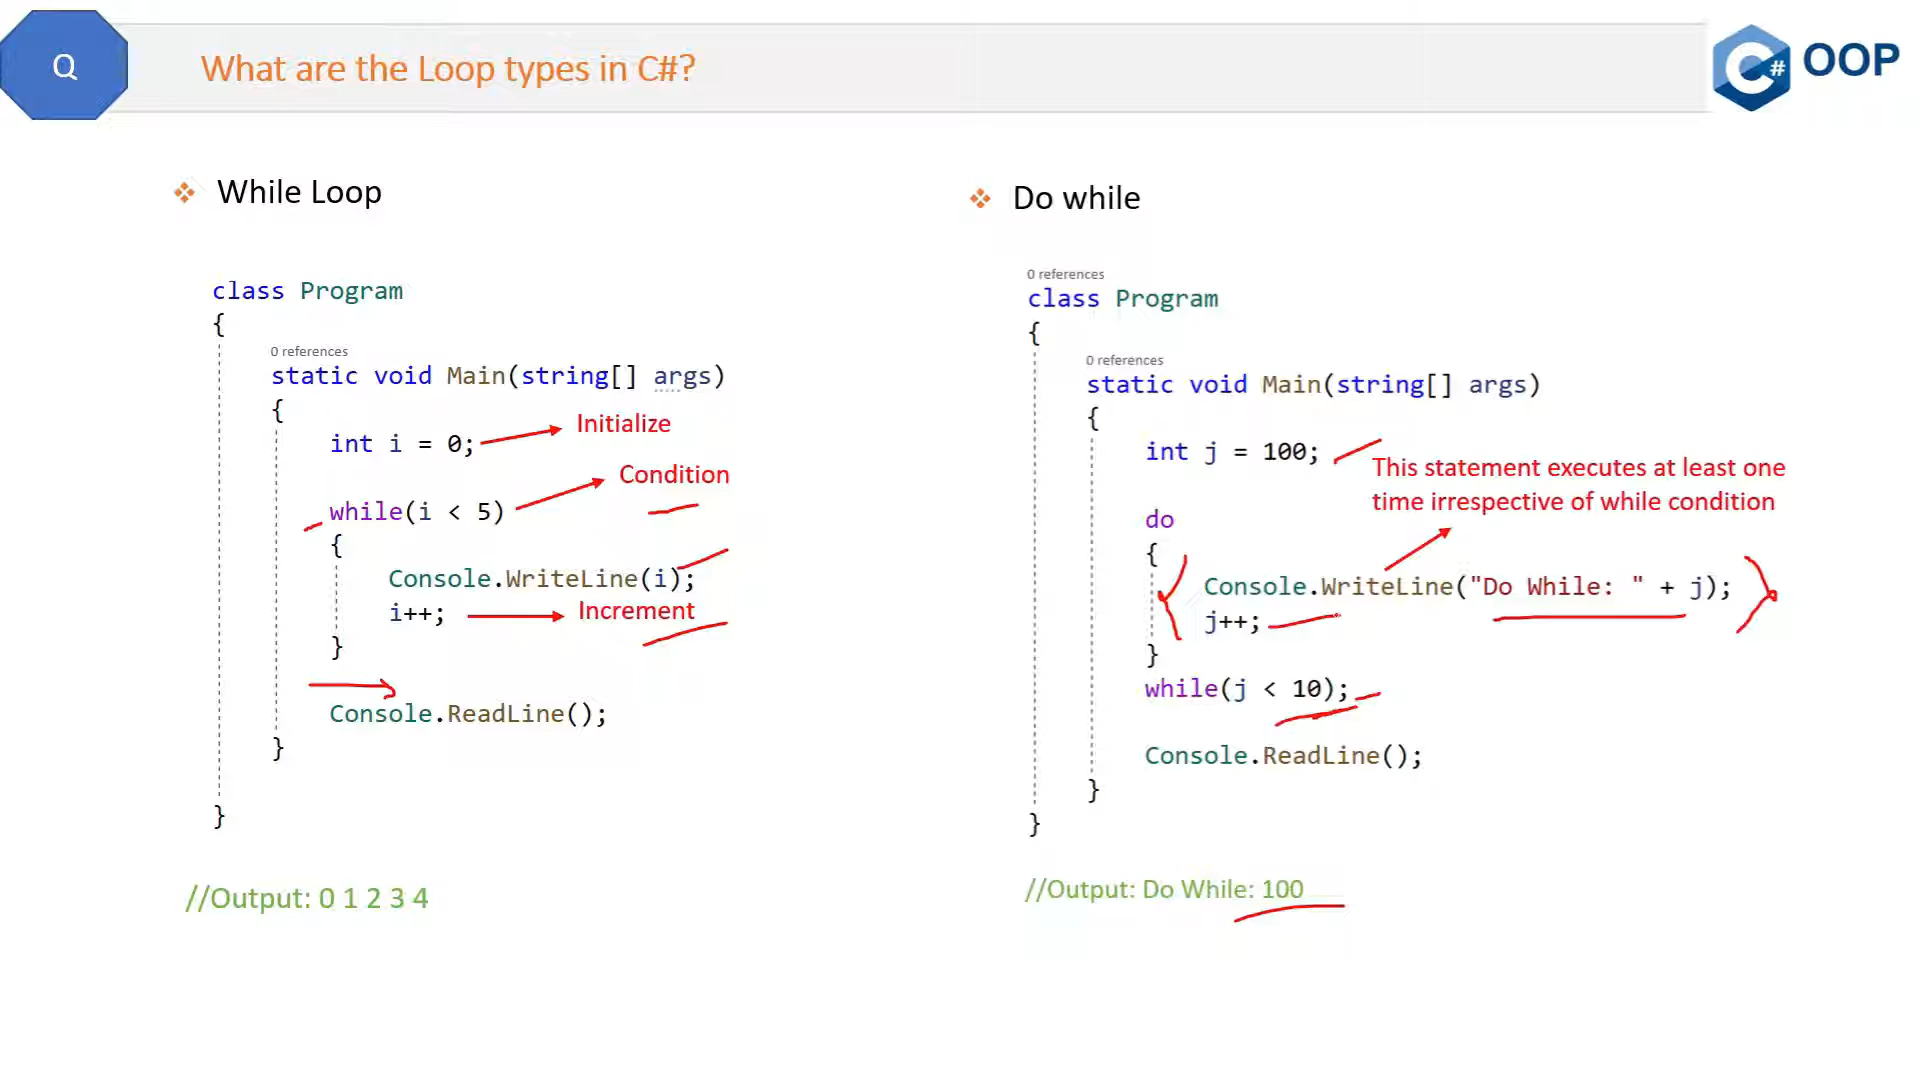 Q
What are the Loop types in C#?
C# OOP
While Loop
class Program
{
0 references
static void Main(string[] args)
{
int i = 0;
Initialize
Condition
while(i < 5)
{
Console.WriteLine(i);
i++;
Increment
}
Console.ReadLine();
}
}
//Output: 0 1 2 3 4
Do while
0 references
class Program
{
0 references
static void Main(string[] args)
{
int j = 100;
This statement executes at least one
time irrespective of while condition
do
{
Console.WriteLine("Do While: " + j);
j++;
}
while(j < 10);
Console.ReadLine();
}
}
//Output: Do While: 100